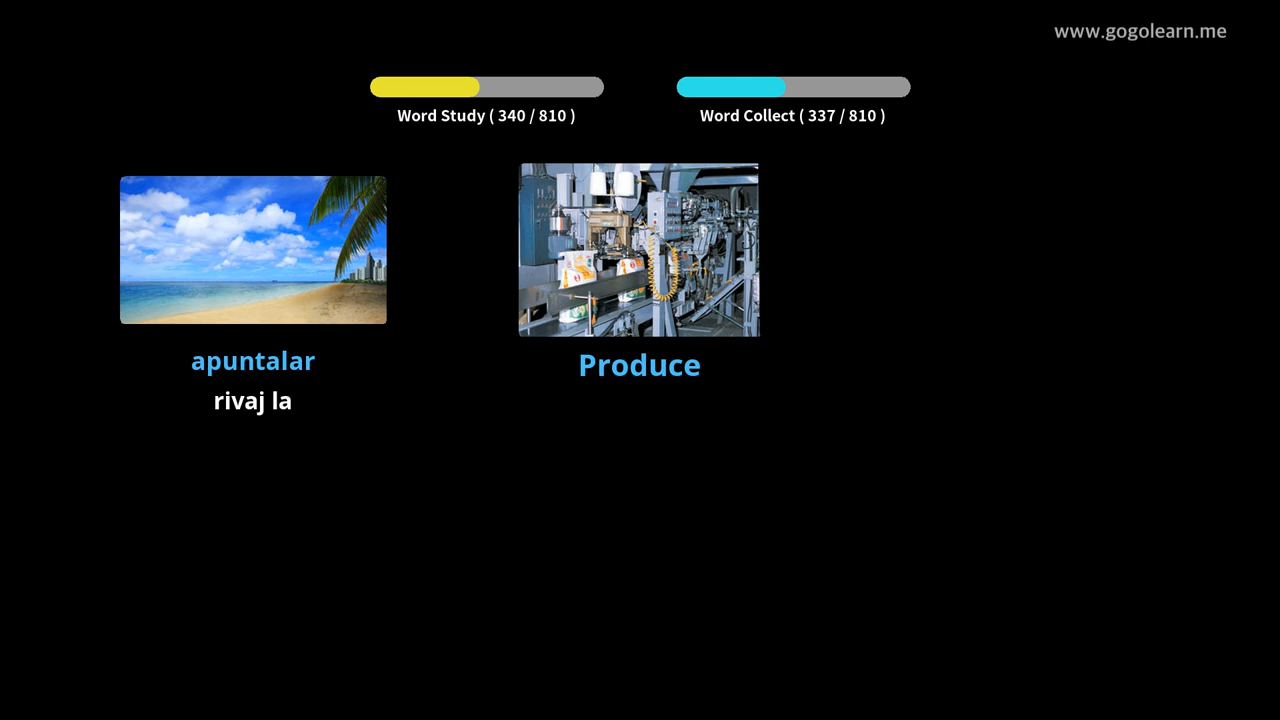 www.gogolearn.me
Word Study ( 340 / 810 )
Word Collect ( 337 / 810 )
apuntalar
rivaj la
Produce